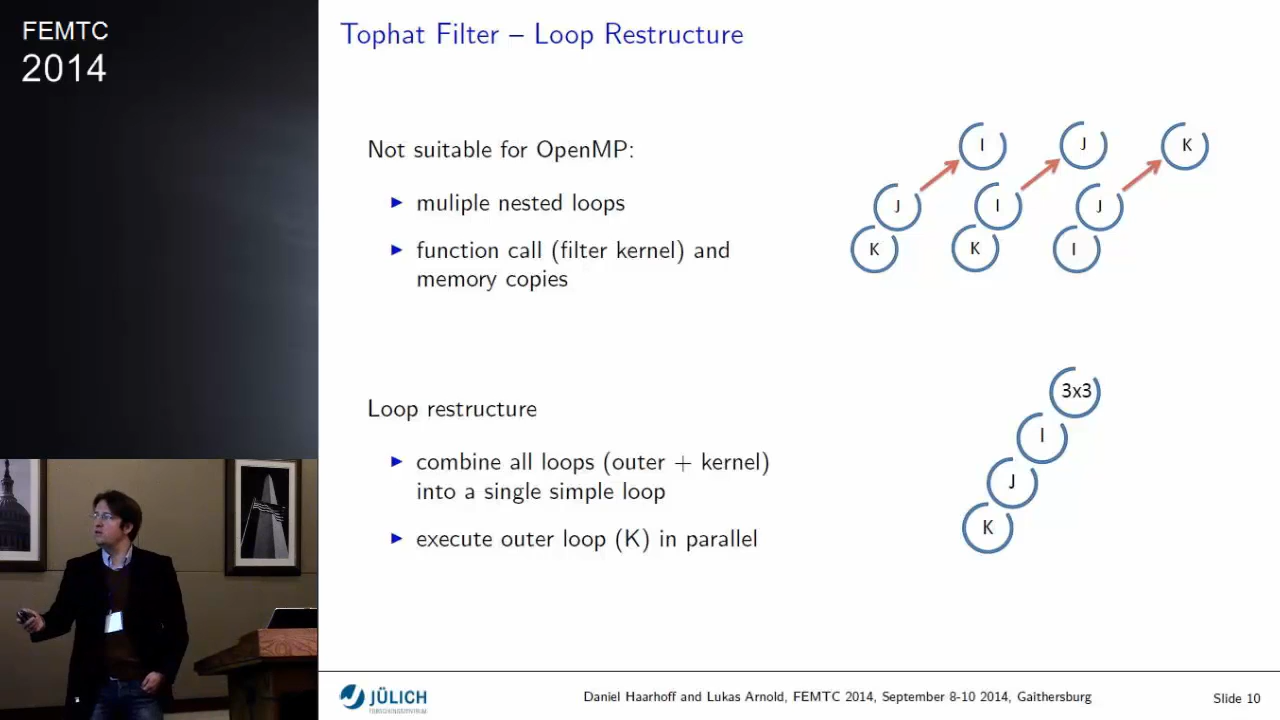 FEMTC
2014
Tophat Filter – Loop Restructure
Not suitable for OpenMP:
muliple nested loops
function call (filter kernel) and
memory copies
I
J
K
J
I
J
K
K
I
Loop restructure
combine all loops (outer + kernel)
into a single simple loop
execute outer loop (K) in parallel
3x3
I
J
K
JÜLICH
FORSCHUNGSZENTRUM
Daniel Haarhoff and Lukas Arnold, FEMTC 2014, September 8-10 2014, Gaithersburg
Slide 10